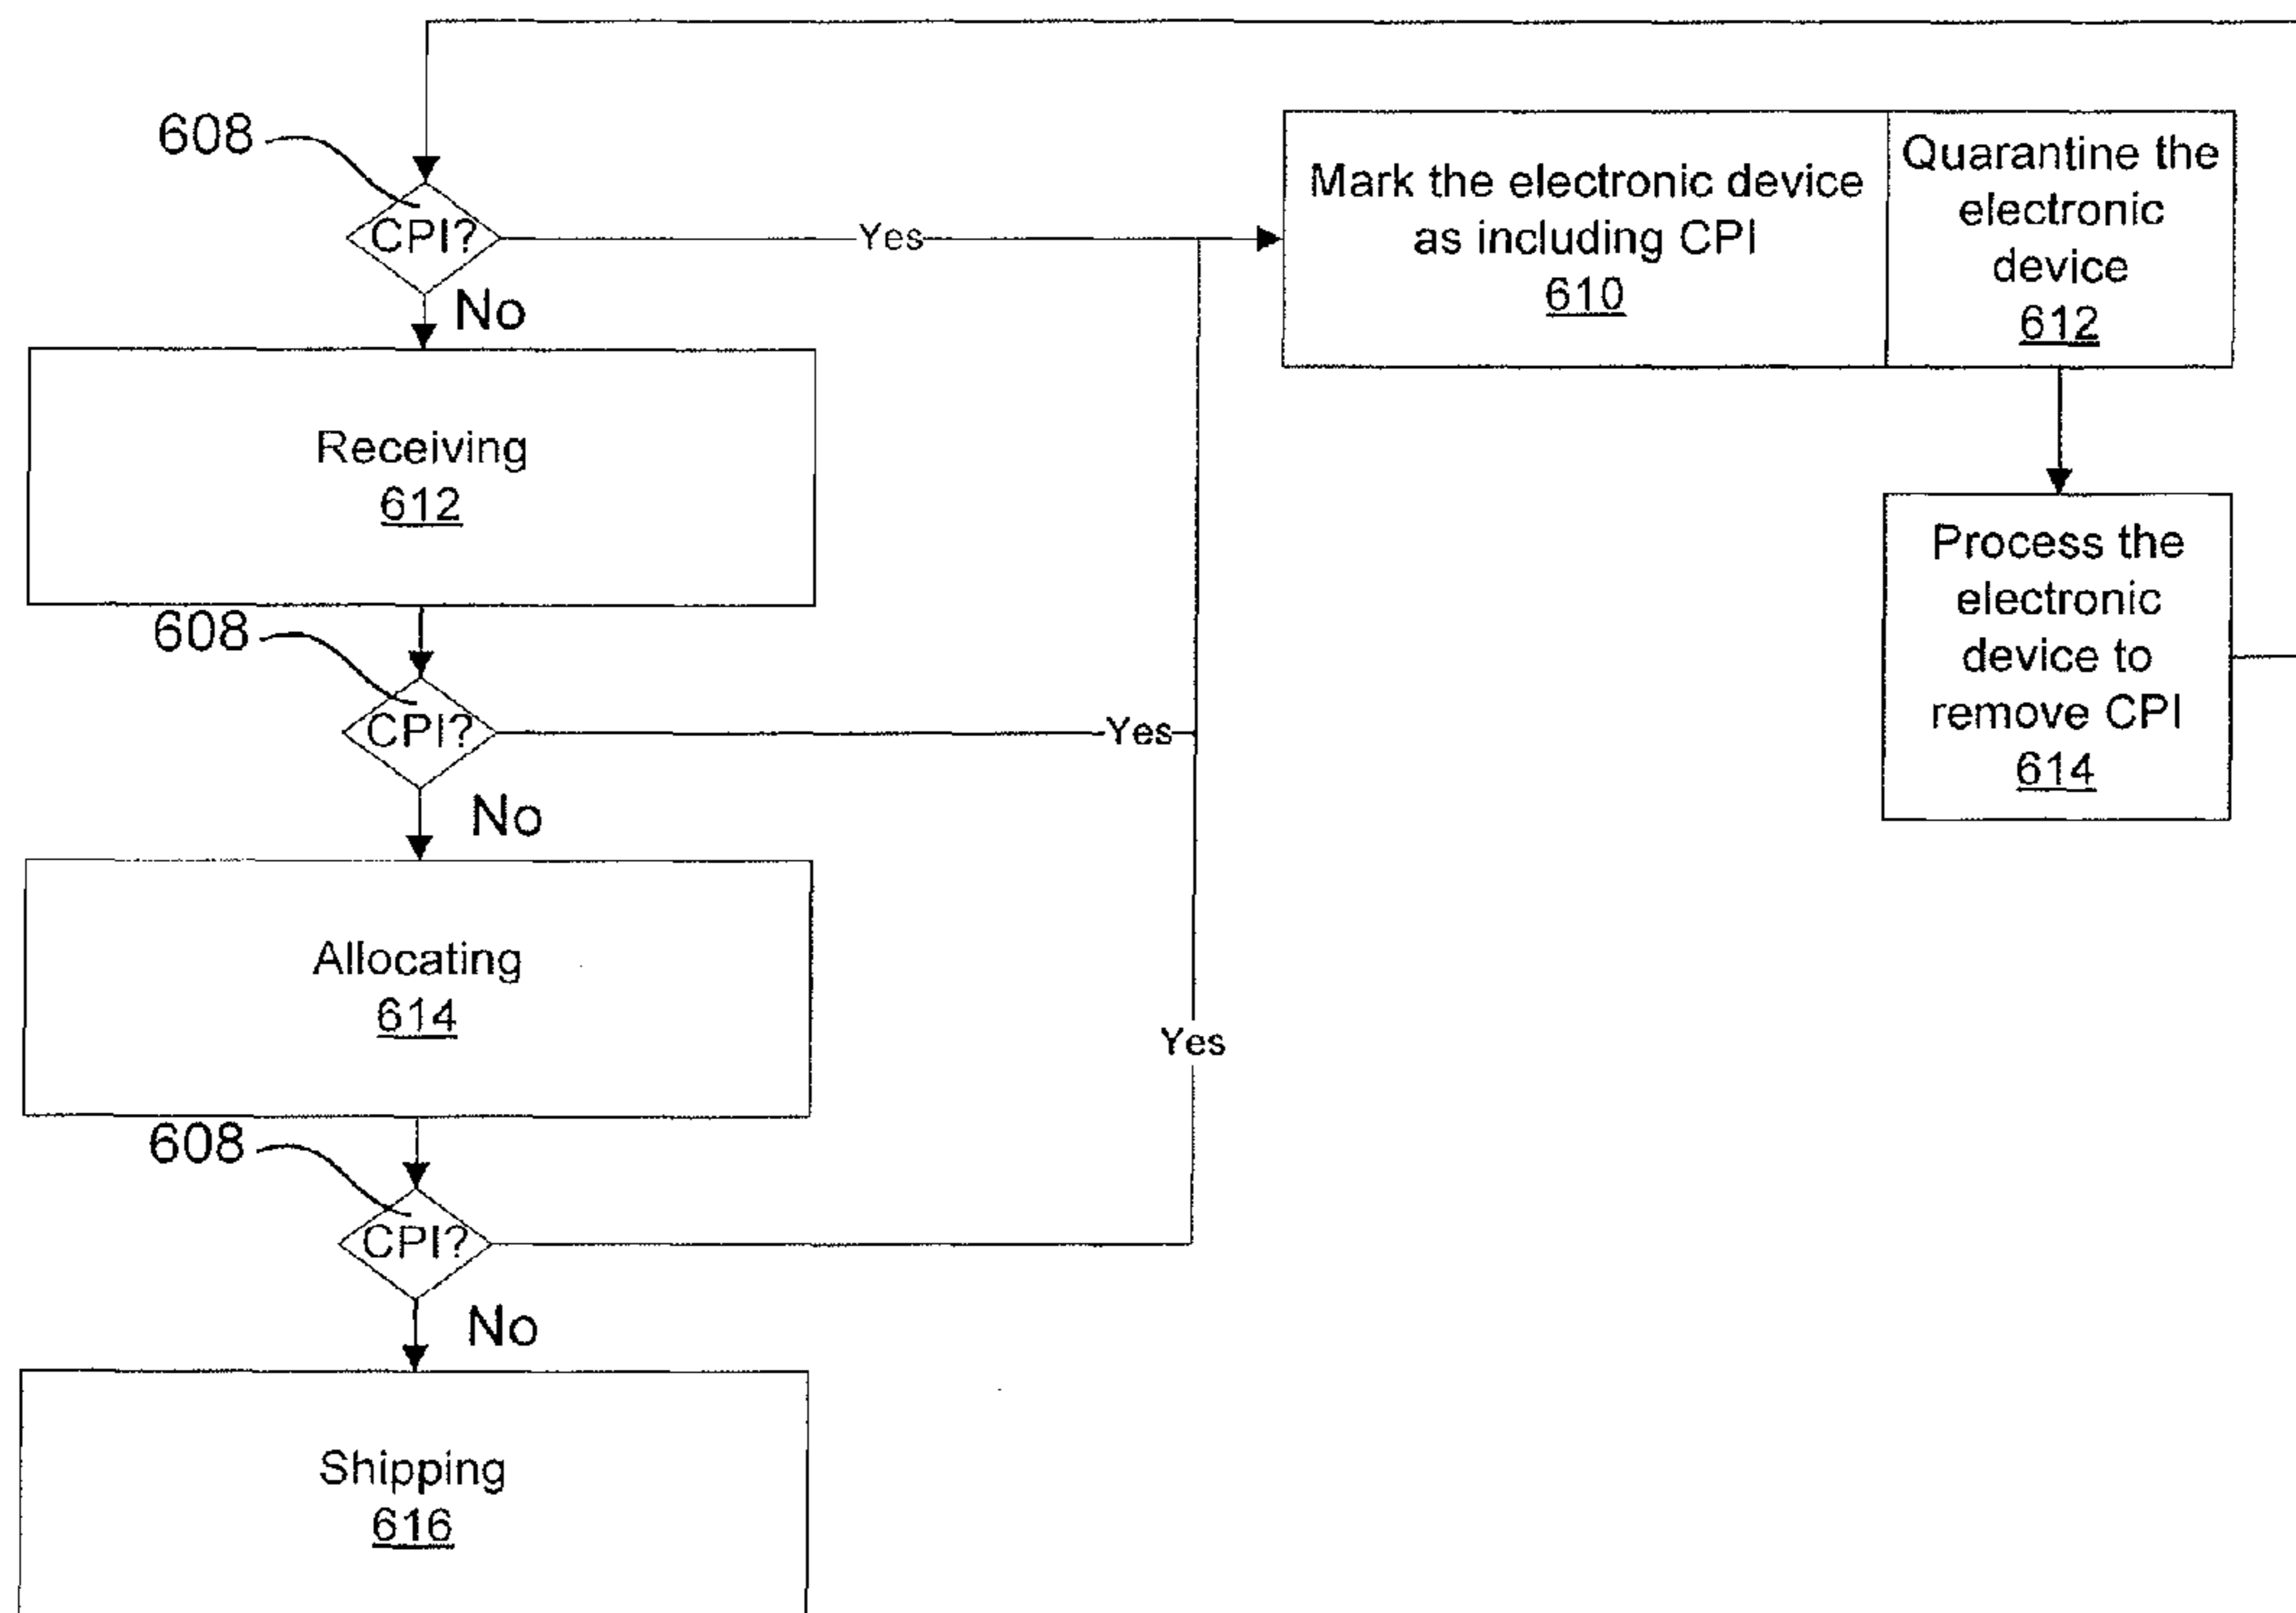 608
CPI?
Yes
No
Mark the electronic device
as including CPI
610
Quarantine the
electronic
device
612
Receiving
612
Process the
electronic
device to
remove CPI
614
608
CPI?
Yes
No
Allocating
614
Yes
608
CPI?
No
Shipping
616